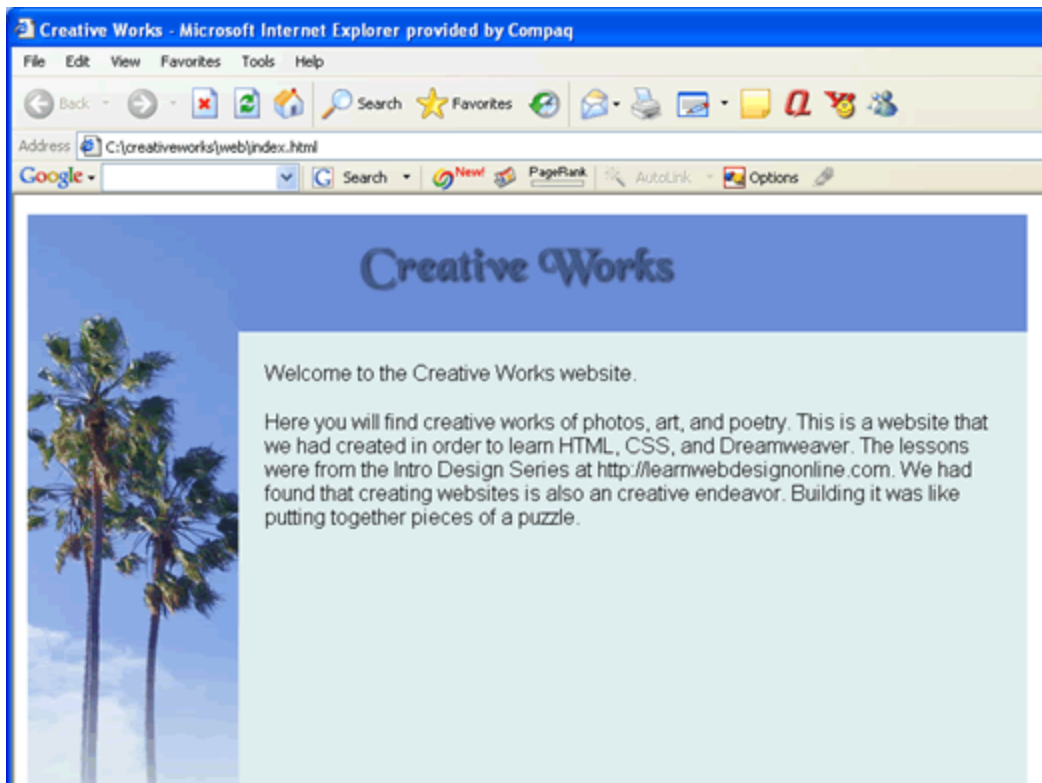 Creative Works - Microsoft Internet Explorer provided by Compaq
File Edit View Favorites Tools Help
Back Search Favorites
Address C:\creativeworks\web\index.html
Google Search New! PageRank AutoLink Options
Creative Works
Welcome to the Creative Works website.
Here you will find creative works of photos, art, and poetry. This is a website that
we had created in order to learn HTML, CSS, and Dreamweaver. The lessons
were from the Intro Design Series at http://learnwebdesignonline.com. We had
found that creating websites is also an creative endeavor. Building it was like
putting together pieces of a puzzle.